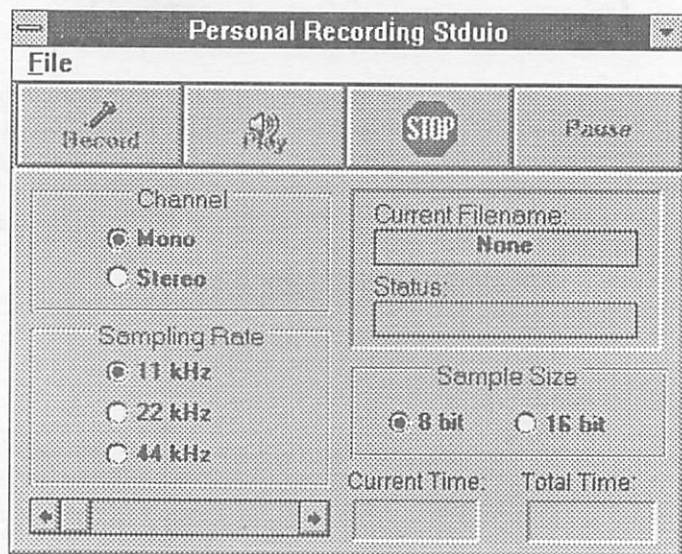 Personal Recording Stduio
File
Record
Play
STOP
Pause
Channel
Mono
Stereo
Current Filename:
None
Status:
Sampling Rate
11 kHz
22 kHz
44 kHz
Sample Size
8 bit
16 bit
Current Time:
Total Time: